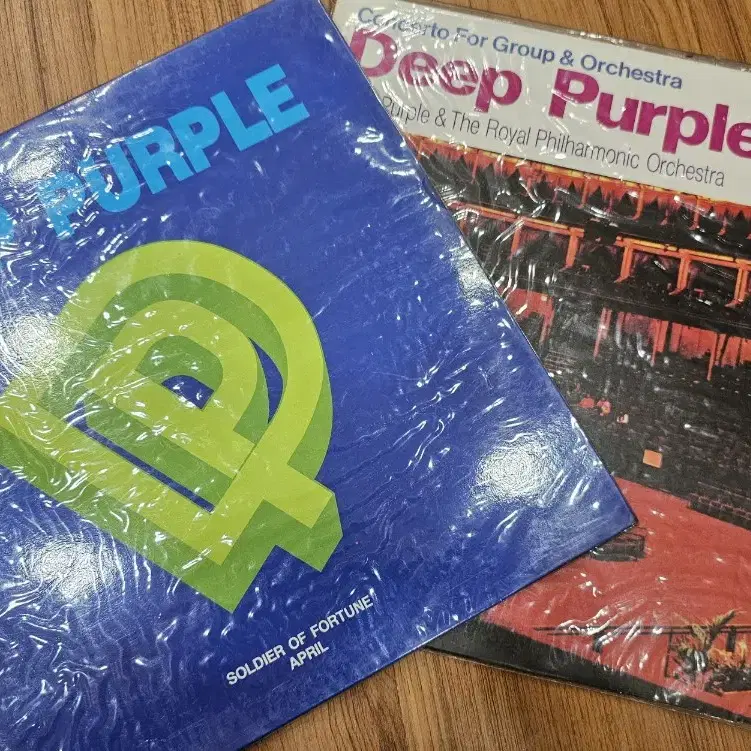 PURPLE
SOLDIER OF FORTUNE
APRIL
Concerto For Group & Orchestra
Deep Purple
Purple & The Royal Philharmonic Orchestra